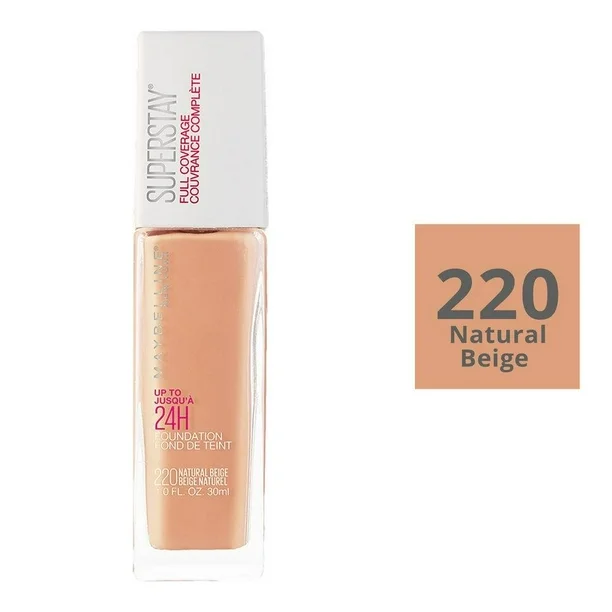 SUPERSTAY®
FULL COVERAGE
COUVRANCE COMPLÈTE
MAYBELLINE
UP TO
JUSQU'À
24H
FOUNDATION
FOND DE TEINT
220 NATURAL BEIGE
BEIGE NATUREL
1.0 FL. OZ. 30ml
220
Natural
Beige